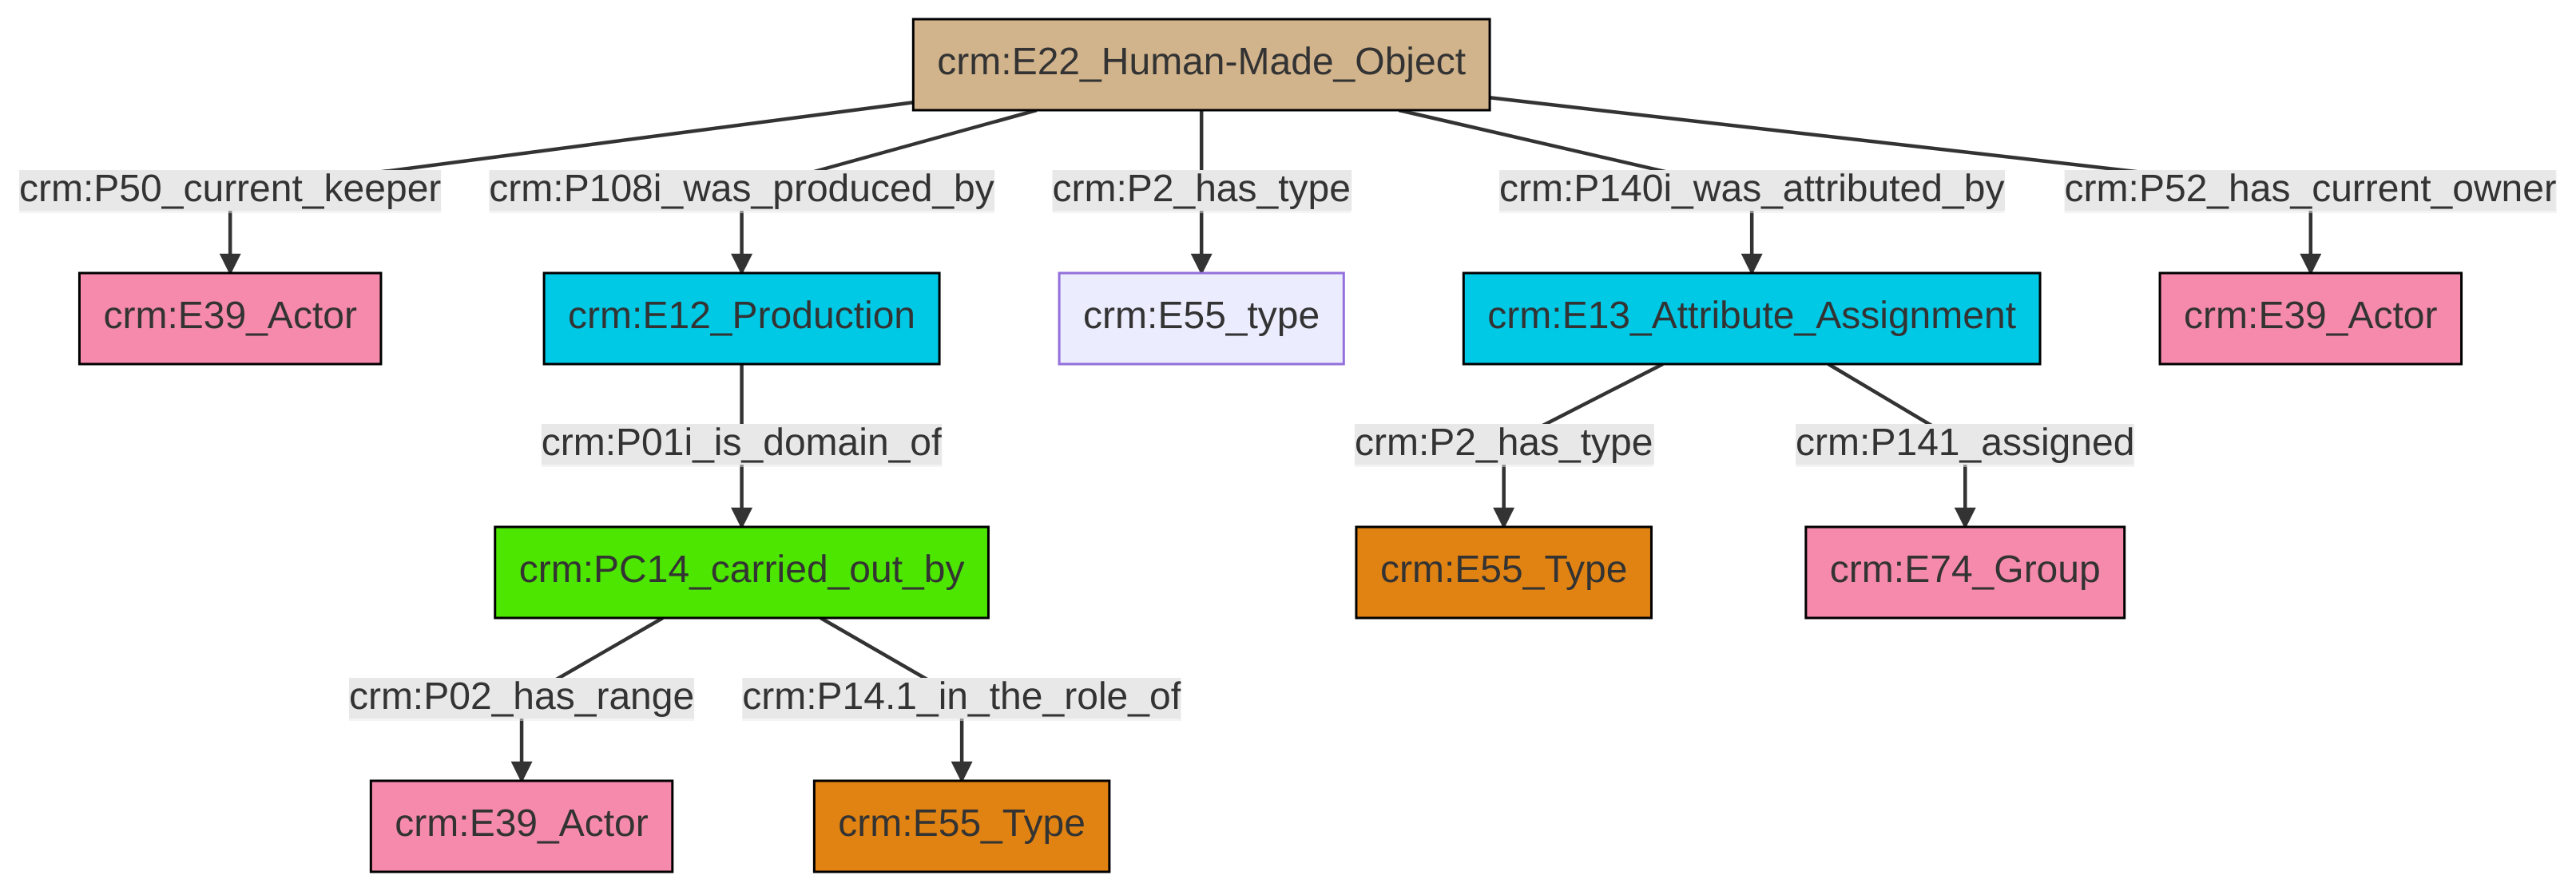 crm:E22_Human-Made_Object
crm:P50_current_keeper
crm:P108i_was_produced_by
crm:P2_has_type
crm:P140i_was_attributed_by
crm:P52_has_current_owner
crm:E39_Actor
crm:E12_Production
crm:E55_type
crm:E13_Attribute_Assignment
crm:E39_Actor
crm:P01i_is_domain_of
crm:P2_has_type
crm:P141_assigned
crm:PC14_carried_out_by
crm:E55_Type
crm:E74_Group
crm:P02_has_range
crm:P14.1_in_the_role_of
crm:E39_Actor
crm:E55_Type